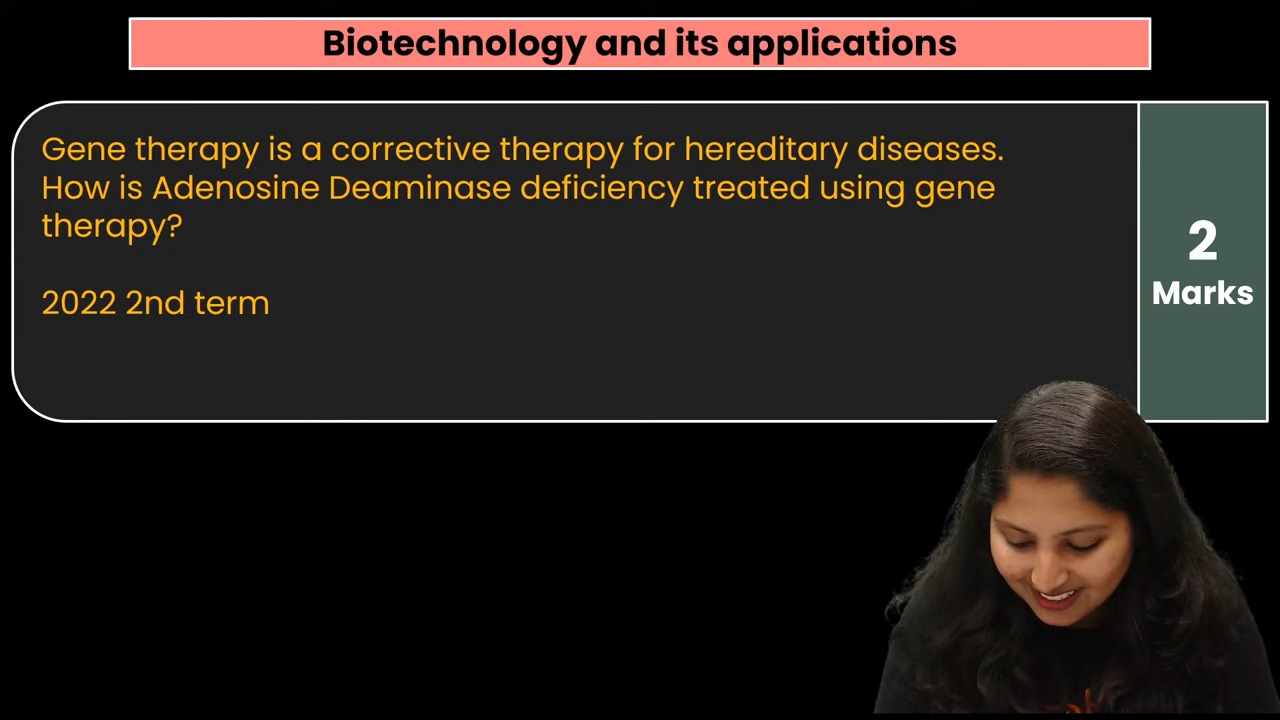 Biotechnology and its applications
Gene therapy is a corrective therapy for hereditary diseases.
How is Adenosine Deaminase deficiency treated using gene
therapy?
2022 2nd term
2
Marks